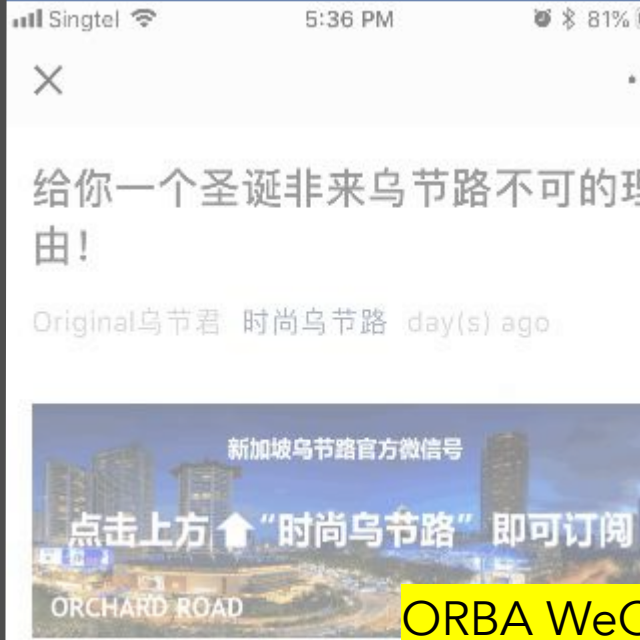 Singtel 5:36 PM 81%
给你一个圣诞非来乌节路不可的理
由!
Original乌节君 时尚乌节路 day(s) ago
新加坡乌节路官方微信号
点击上方 “时尚乌节路” 即可订阅
ORCHARD ROAD
ORBA WeC